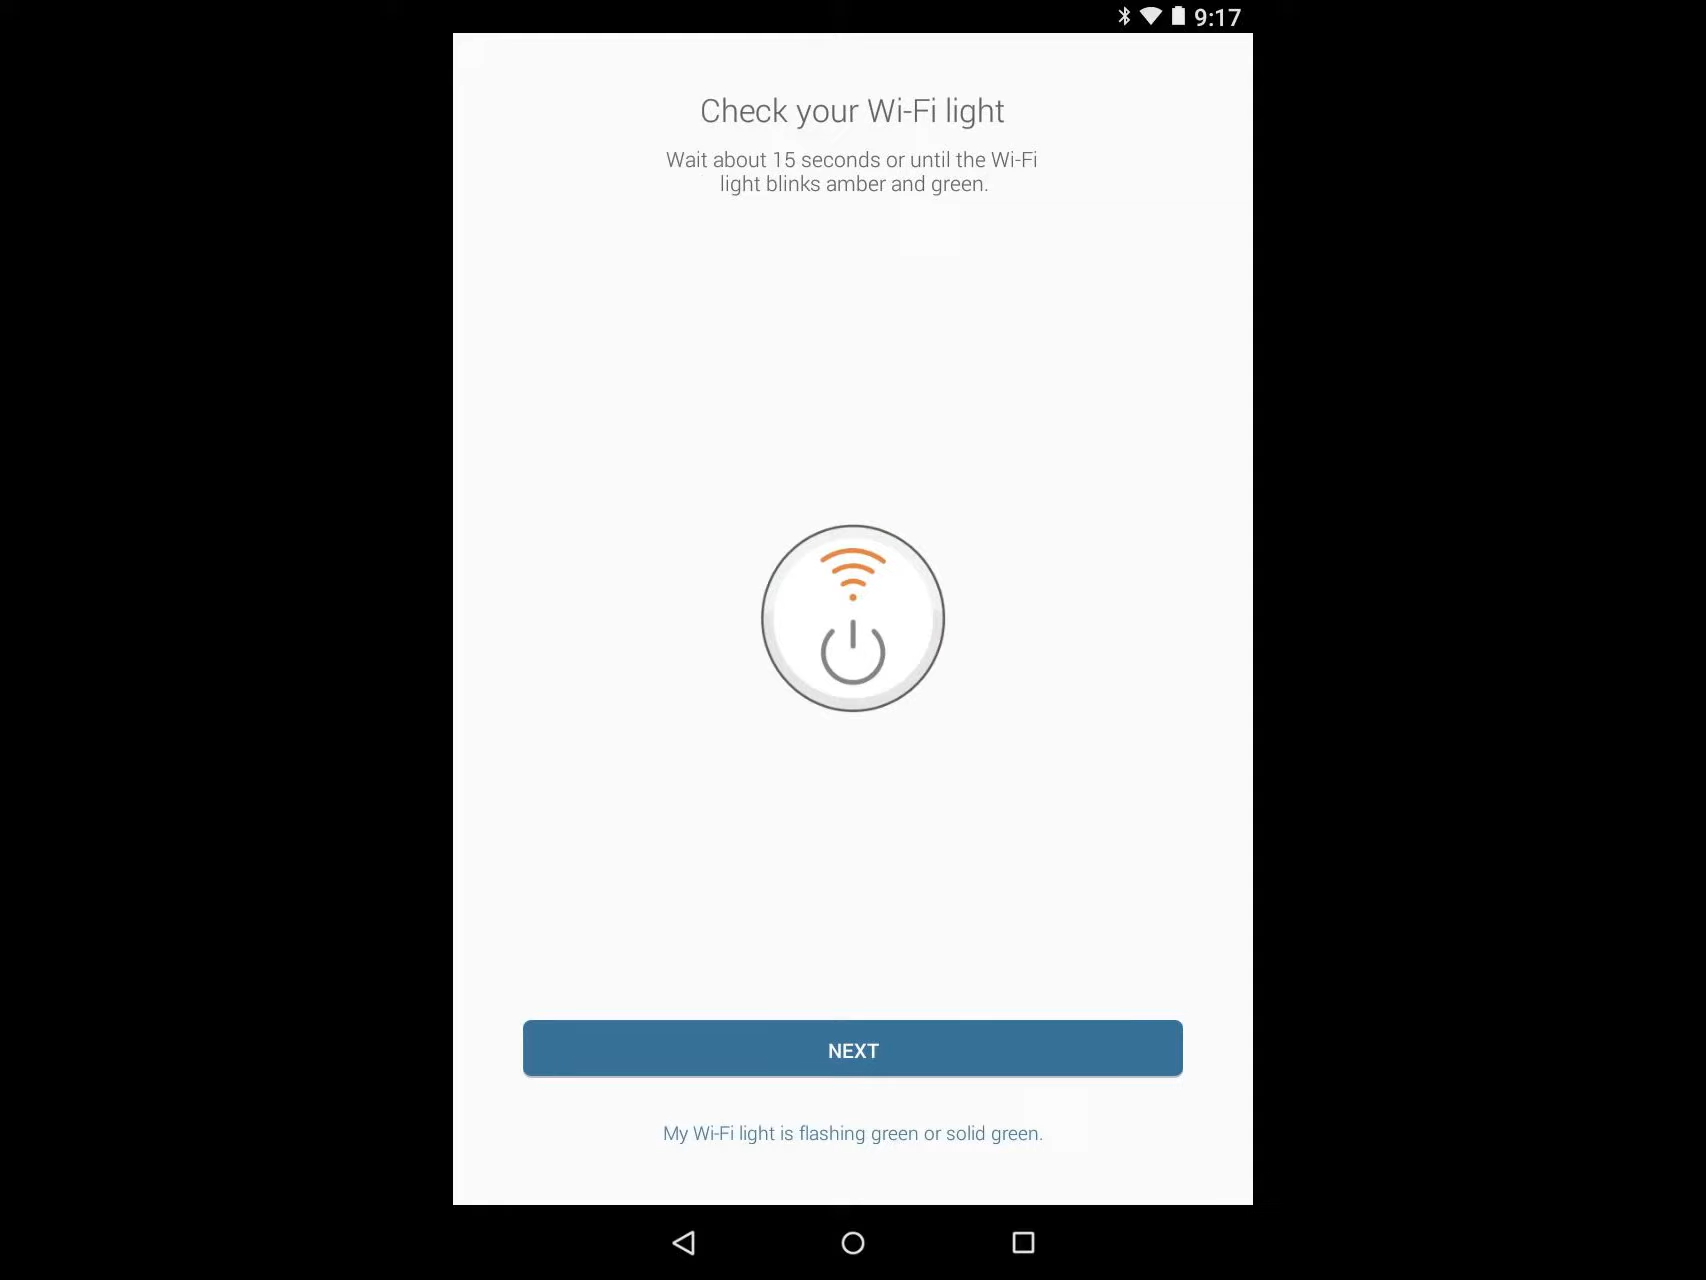 9:17
Check your Wi-Fi light
Wait about 15 seconds or until the Wi-Fi
light blinks amber and green.
NEXT
My Wi-Fi light is flashing green or solid green.